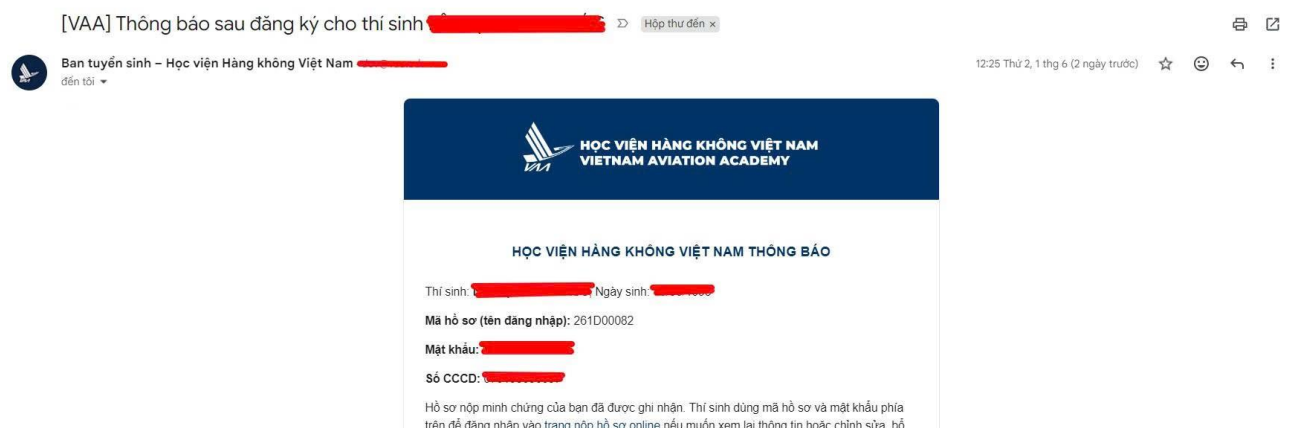 [VAA] Thông báo sau đăng ký cho thí sinh
Hộp thư đến ×
Ban tuyển sinh – Học viện Hàng không Việt Nam
12:25 Thứ 2, 1 thg 6 (2 ngày trước)
đến tôi
VAA
HỌC VIỆN HÀNG KHÔNG VIỆT NAM
VIETNAM AVIATION ACADEMY
HỌC VIỆN HÀNG KHÔNG VIỆT NAM THÔNG BÁO
Thí sinh: Ngày sinh:
Mã hồ sơ (tên đăng nhập): 261D00082
Mật khẩu:
Số CCCD:
Hồ sơ nộp minh chứng của bạn đã được ghi nhận. Thí sinh dùng mã hồ sơ và mật khẩu phía
trên để đăng nhập vào trang nộp hồ sơ online nếu muốn xem lại thông tin hoặc chỉnh sửa, bổ